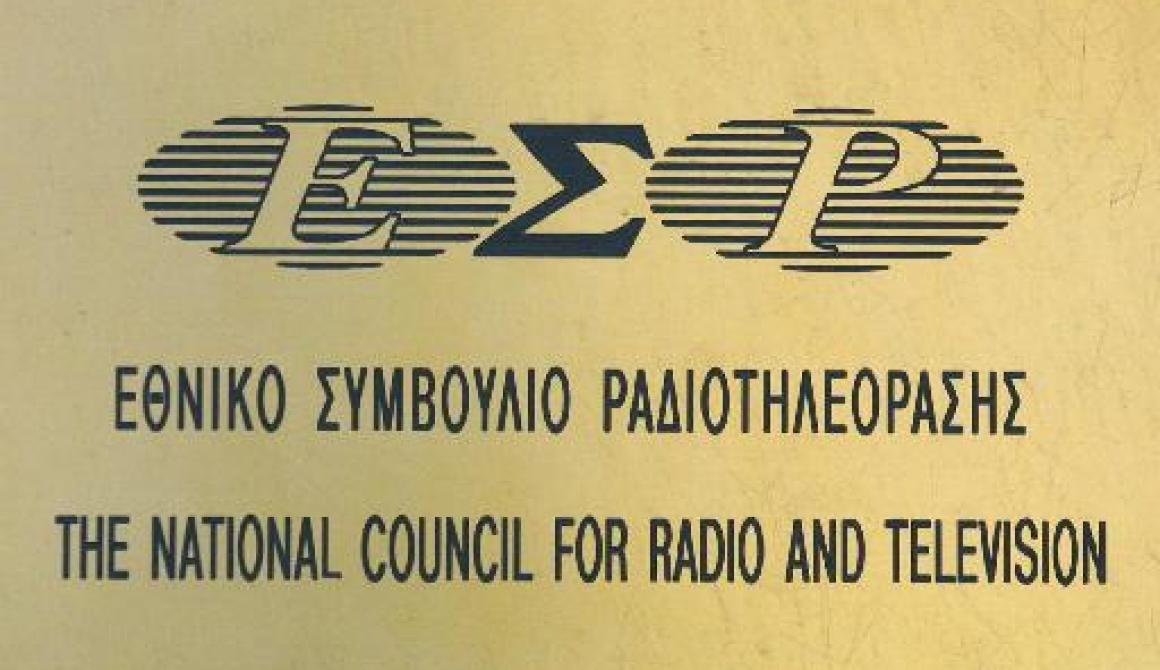 ΕΣΡ
ΕΘΝΙΚΟ ΣΥΜΒΟΥΛΙΟ ΡΑΔΙΟΤΗΛΕΟΡΑΣΗΣ
THE NATIONAL COUNCIL FOR RADIO AND TELEVISION